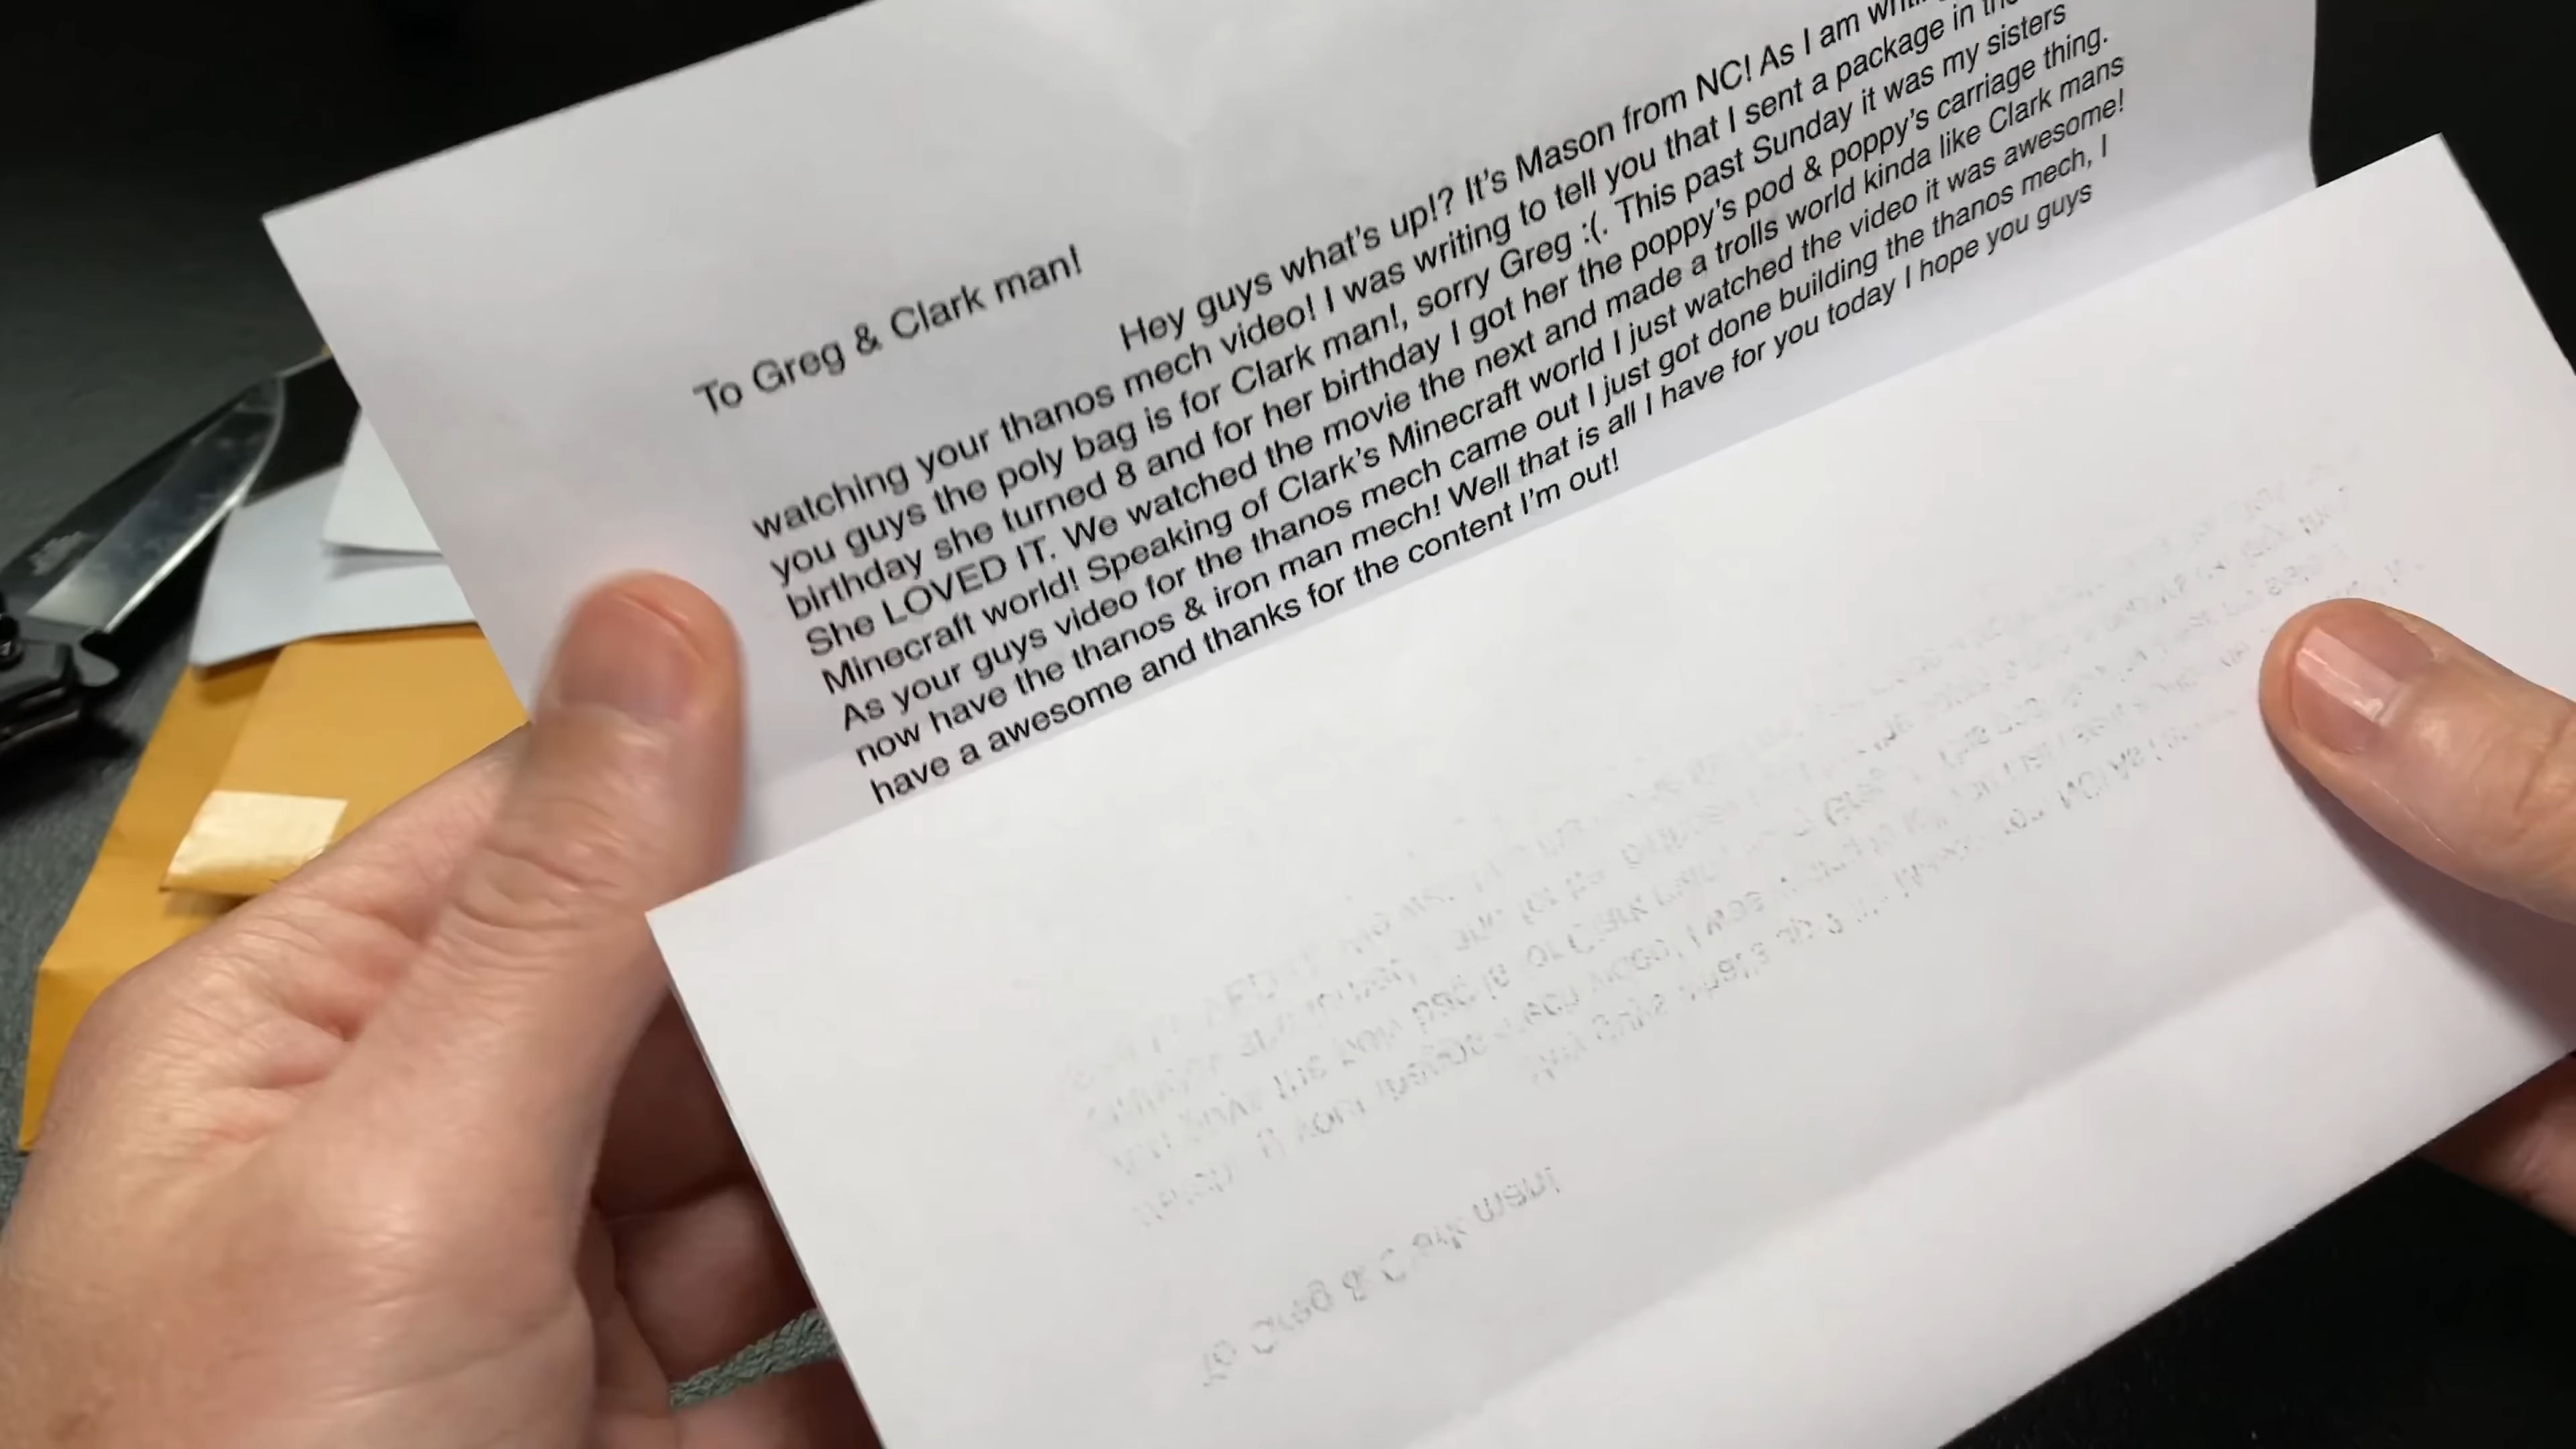 To Greg & Clark man!
Hey guys what's up!? It's Mason from NC! As I am
watching your thanos mech video! I was writing to tell you that I sent a package in the
you guys the poly bag is for Clark man!, sorry Greg :(. This past Sunday it was my sisters
birthday she turned 8 and for her birthday I got her the poppy's pod & poppy's carriage thing.
She LOVED IT. We watched the movie the next and made a trolls world kinda like Clark mans
Minecraft world! Speaking of Clark's Minecraft world I just watched the video it was awesome!
As your guys video for the thanos mech came out I just got done building the thanos mech, I
now have the thanos & iron man mech! Well that is all I have for you today I hope you guys
have a awesome and thanks for the content I'm out!